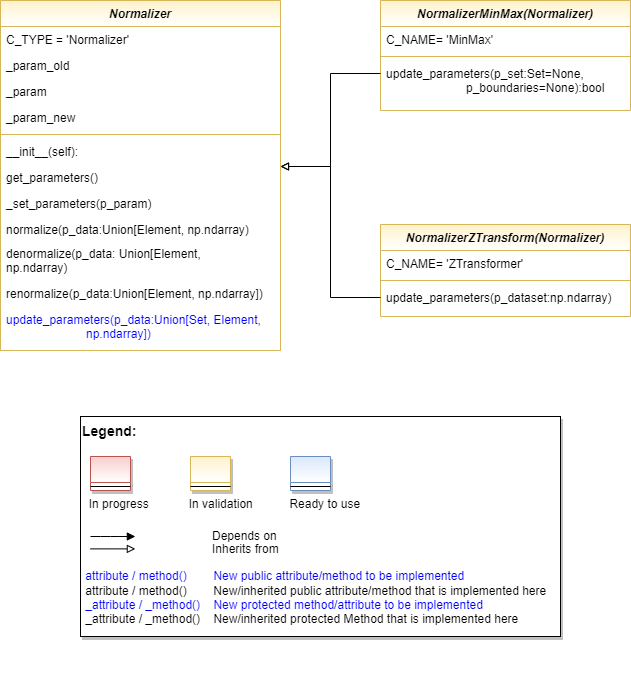 Normalizer
C_TYPE = 'Normalizer'
_param_old
_param
_param_new
__init__(self):
get_parameters()
_set_parameters(p_param)
normalize(p_data:Union[Element, np.ndarray)
denormalize(p_data: Union[Element,
np.ndarray)
renormalize(p_data:Union[Element, np.ndarray])
update_parameters(p_data:Union[Set, Element,
np.ndarray])
NormalizerMinMax(Normalizer)
C_NAME= 'MinMax'
update_parameters(p_set:Set=None,
p_boundaries=None):bool
NormalizerZTransform(Normalizer)
C_NAME= 'ZTransformer'
update_parameters(p_dataset:np.ndarray)
Legend:
In progress
In validation
Ready to use
Depends on
Inherits from
attribute / method() New public attribute/method to be implemented
attribute / method() New/inherited public attribute/method that is implemented here
_attribute / _method() New protected method/attribute to be implemented
_attribute / _method() New/inherited protected Method that is implemented here